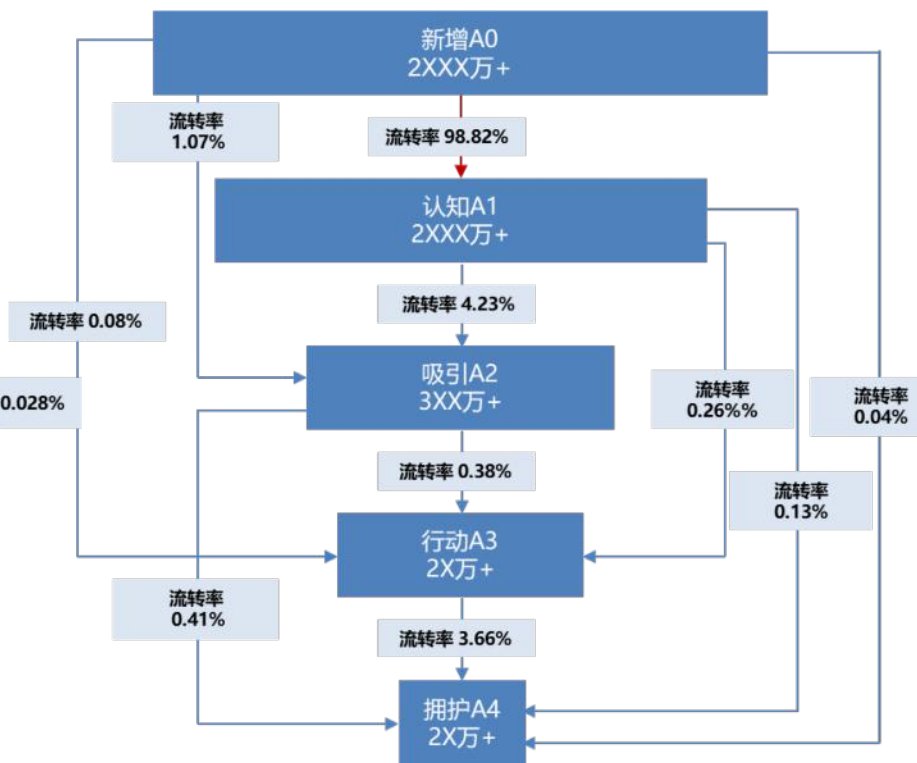 新增A0
2XXX万+
流转率
1.07%
流转率 98.82%
认知A1
2XXX万+
流转率 4.23%
流转率 0.08%
吸引A2
3XX万+
0.028%
流转率
0.26%%
流转率
0.04%
流转率 0.38%
流转率
0.13%
行动A3
2X万+
流转率
0.41%
流转率 3.66%
拥护A4
2X万+